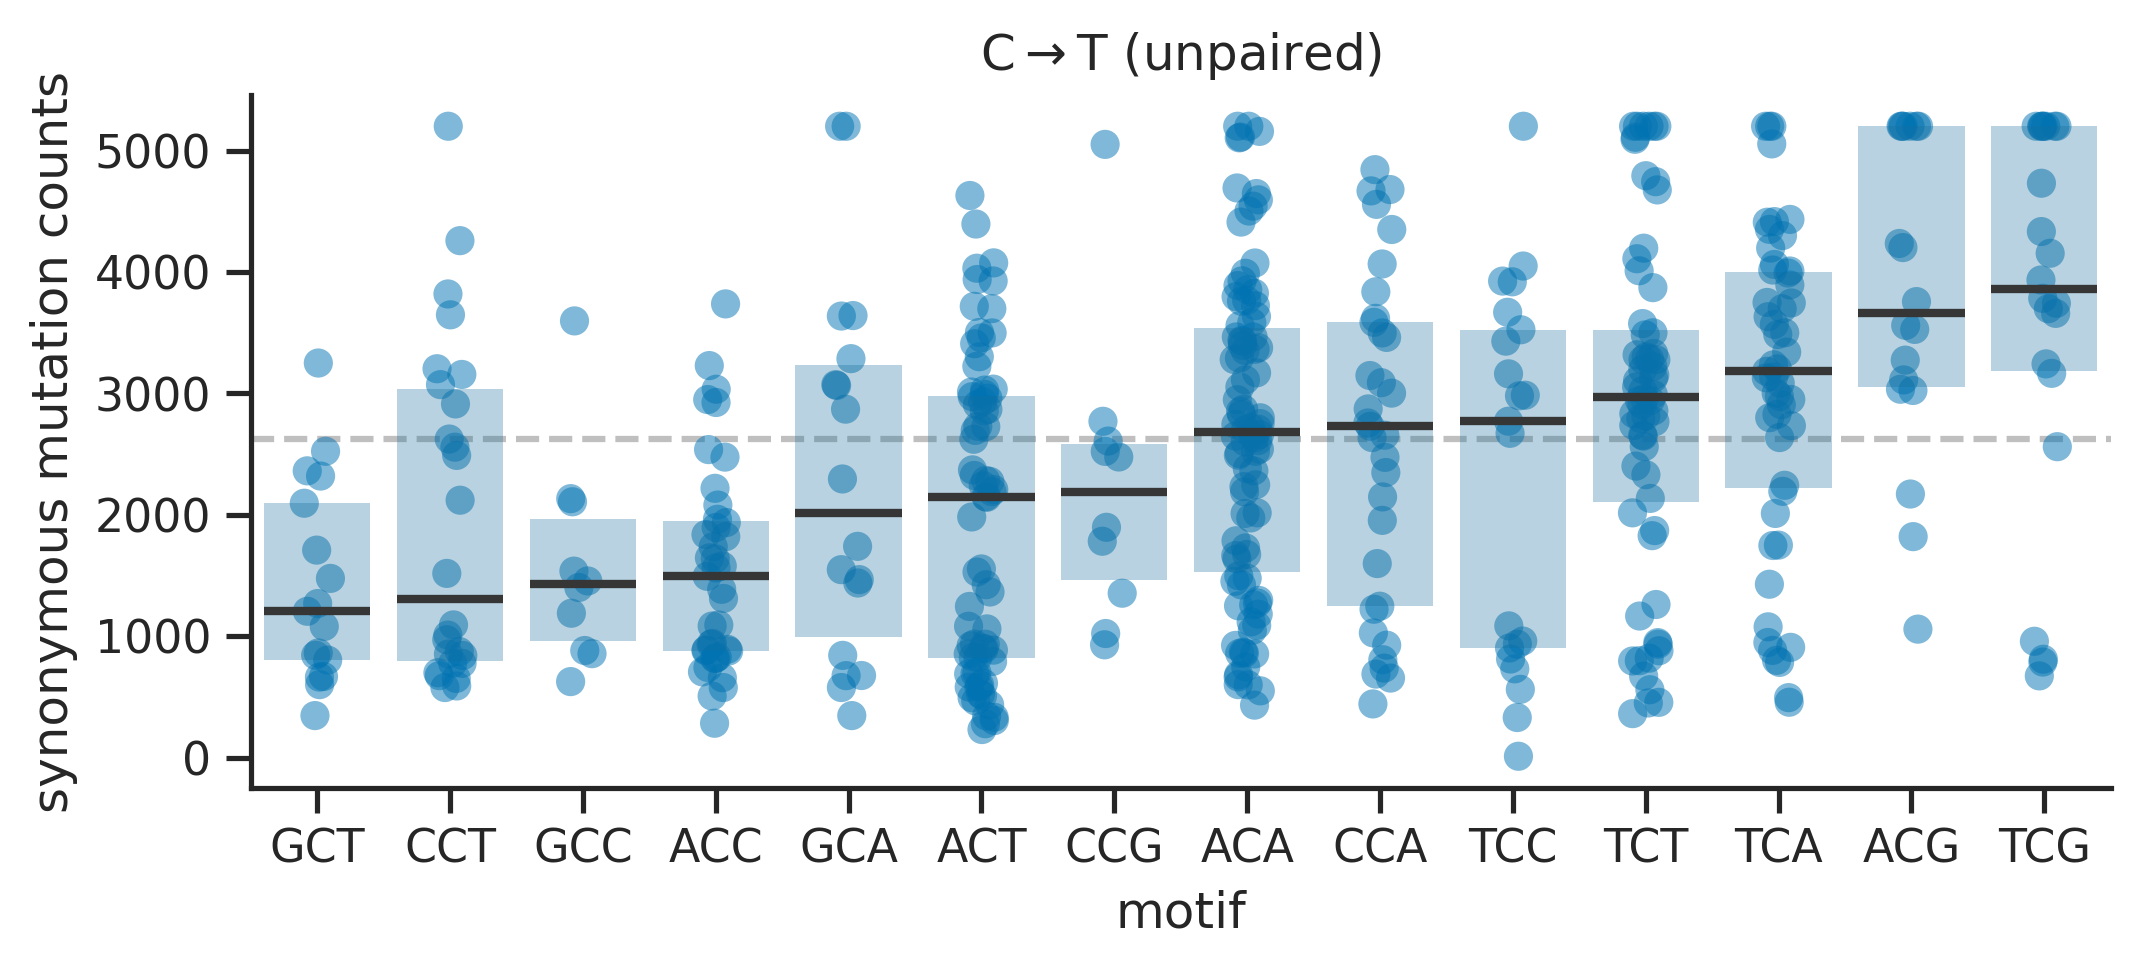 C → T (unpaired)
synonymous mutation counts
5000
4000
3000
2000
1000
0
GCT CCT GCC ACC GCA ACT CCG ACA CCA TCC TCT TCA ACG TCG
motif